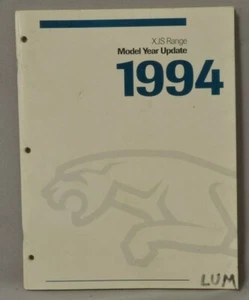 XJS Range
Model Year Update
1994
LUM